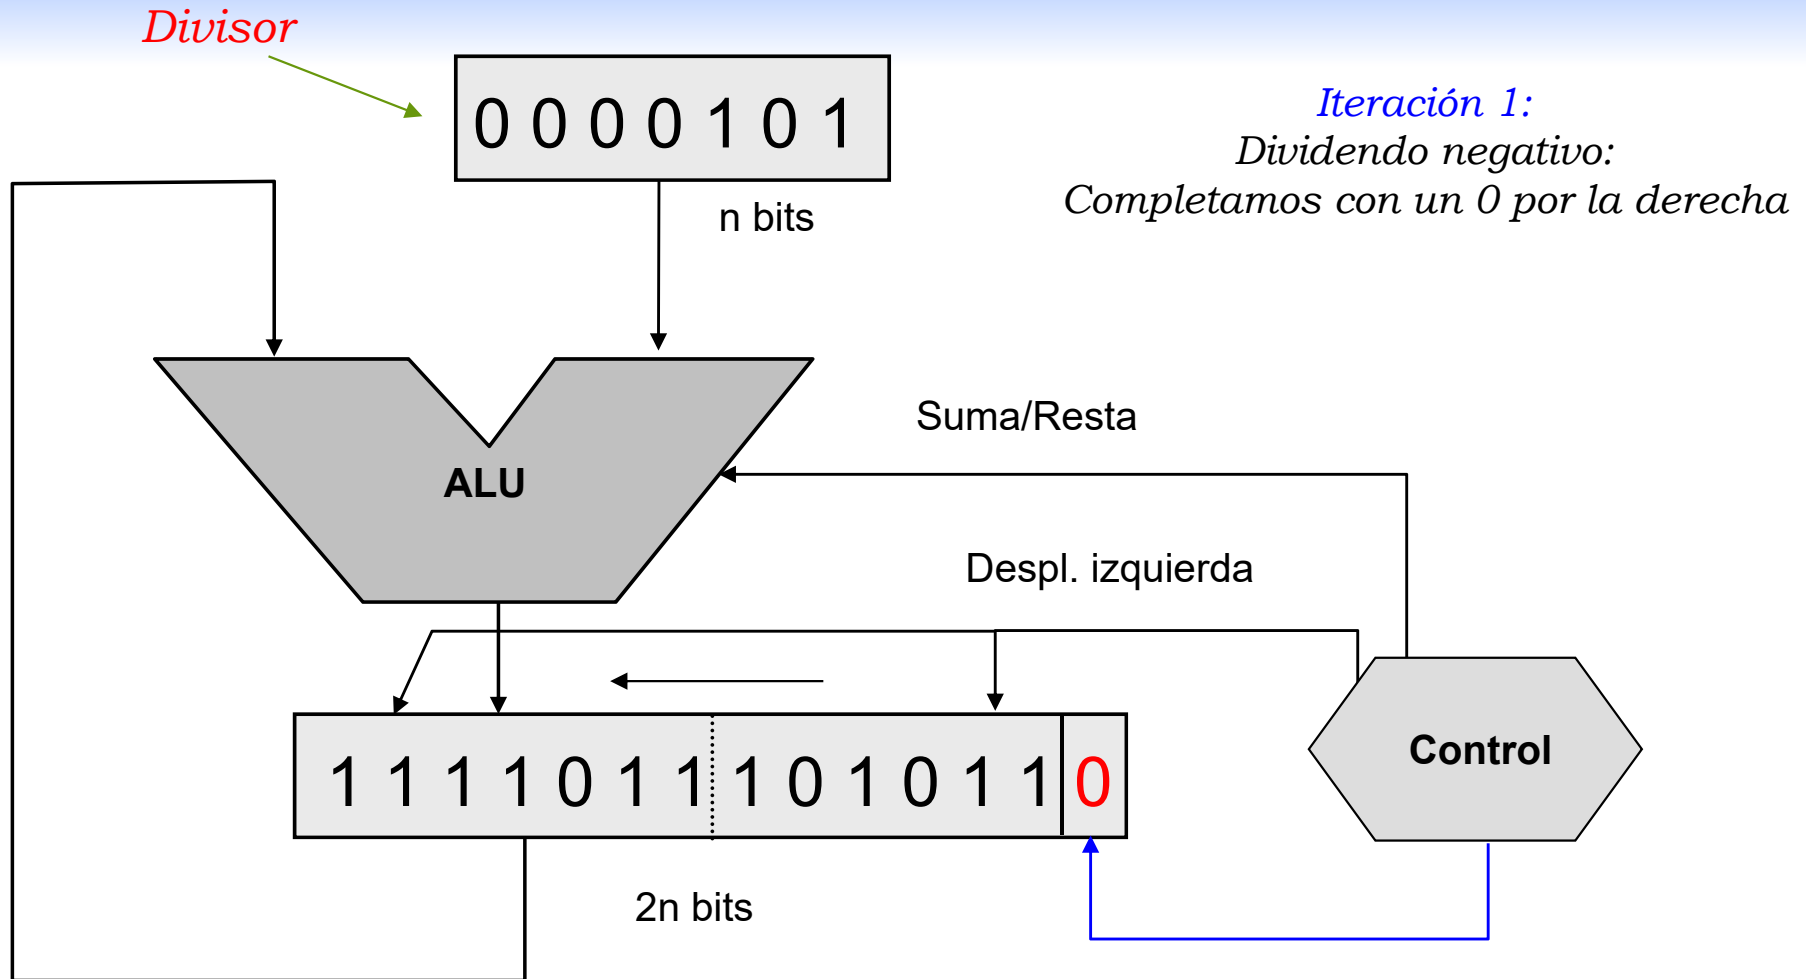 Divisor
0 0 0 0 1 0 1
Iteración 1:
Dividendo negativo:
Completamos con un 0 por la derecha
n bits
Suma/Resta
ALU
Despl. izquierda
1 1 1 1 0 1 1 1 0 1 0 1 1 0
Control
2n bits